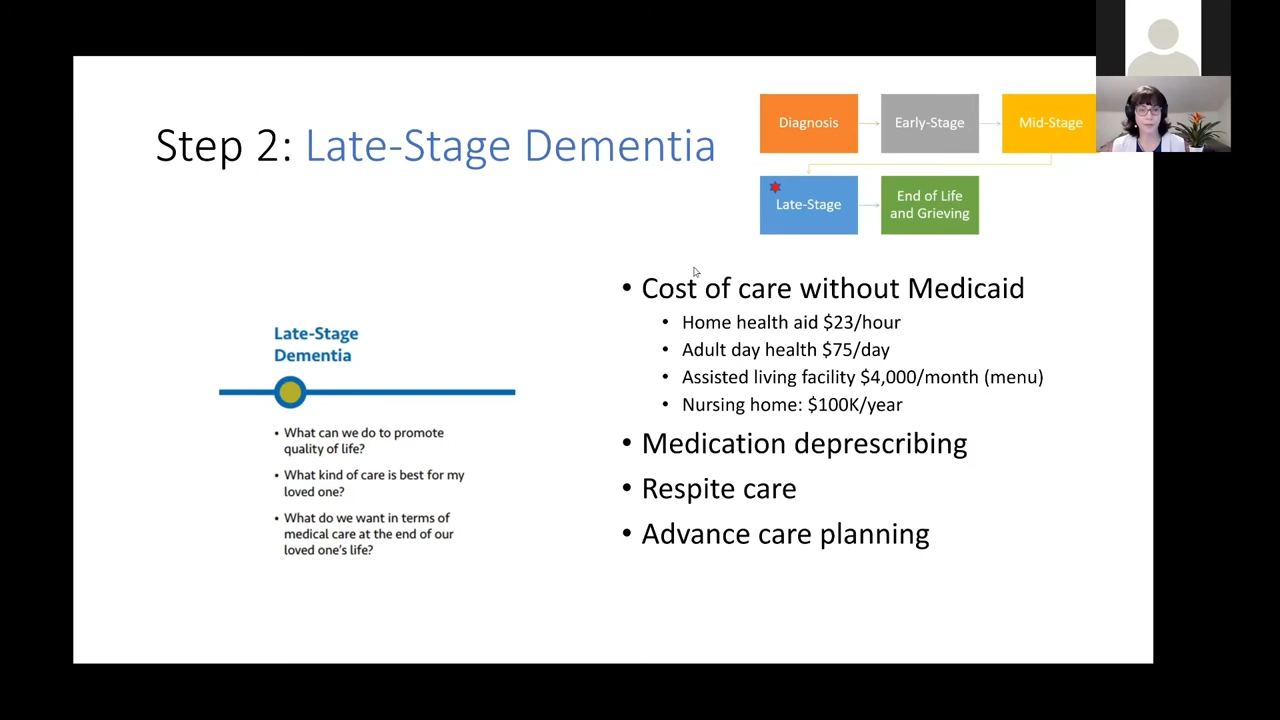 Step 2: Late-Stage Dementia
Diagnosis
Early-Stage
Mid-Stage
Late-Stage
End of Life
and Grieving
Late-Stage
Dementia
• What can we do to promote
quality of life?
• What kind of care is best for my
loved one?
• What do we want in terms of
medical care at the end of our
loved one's life?
• Cost of care without Medicaid
• Home health aid $23/hour
• Adult day health $75/day
• Assisted living facility $4,000/month (menu)
• Nursing home: $100K/year
• Medication deprescribing
• Respite care
• Advance care planning